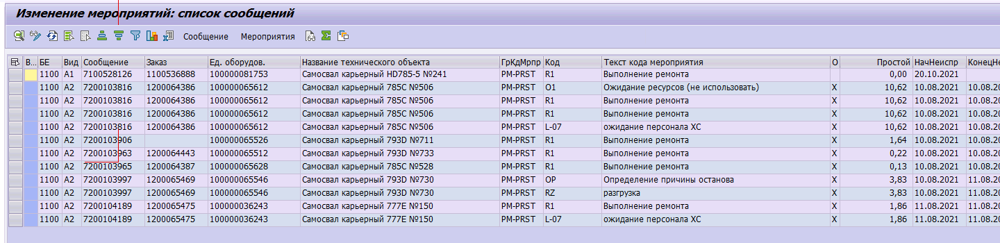 Изменение мероприятий: список сообщений
Сообщение Мероприятия
В... БЕ Вид Сообщение Заказ Ед. оборудов. Название технического объекта ГрКдМрпр Код Текст кода мероприятия О Простой НачНеиспр КонецНе
1100 A1 7100528126 1100536888 100000081753 Самосвал карьерный HD785-5 №241 PM-PRST R1 Выполнение ремонта 0,00 20.10.2021
1100 A2 7200103816 1200064386 100000065612 Самосвал карьерный 785C №506 PM-PRST O1 Ожидание ресурсов (не использовать) X 10,62 10.08.2021 10.08.20
1100 A2 7200103816 1200064386 100000065612 Самосвал карьерный 785C №506 PM-PRST R1 Выполнение ремонта X 10,62 10.08.2021 10.08.20
1100 A2 7200103816 1200064386 100000065612 Самосвал карьерный 785C №506 PM-PRST R1 Выполнение ремонта X 10,62 10.08.2021 10.08.20
1100 A2 7200103816 1200064386 100000065612 Самосвал карьерный 785C №506 PM-PRST L-07 ожидание персонала ХС X 10,62 10.08.2021 10.08.20
1100 A2 7200103906 100000065526 Самосвал карьерный 793D №711 PM-PRST R1 Выполнение ремонта X 1,64 10.08.2021 10.08.20
1100 A2 7200103963 1200064443 100000065512 Самосвал карьерный 793D №733 PM-PRST R1 Выполнение ремонта X 0,22 10.08.2021 10.08.20
1100 A2 7200103965 1200064387 100000065628 Самосвал карьерный 785C №528 PM-PRST R1 Выполнение ремонта X 0,13 10.08.2021 10.08.20
1100 A2 7200103997 1200065469 100000065546 Самосвал карьерный 793D №730 PM-PRST OP Определение причины останова X 3,83 10.08.2021 11.08.20
1100 A2 7200103997 1200065469 100000065546 Самосвал карьерный 793D №730 PM-PRST RZ разгрузка X 3,83 10.08.2021 11.08.20
1100 A2 7200104189 1200065475 100000036243 Самосвал карьерный 777E №150 PM-PRST R1 Выполнение ремонта X 1,86 11.08.2021 11.08.20
1100 A2 7200104189 1200065475 100000036243 Самосвал карьерный 777E №150 PM-PRST L-07 ожидание персонала ХС X 1,86 11.08.2021 11.08.20